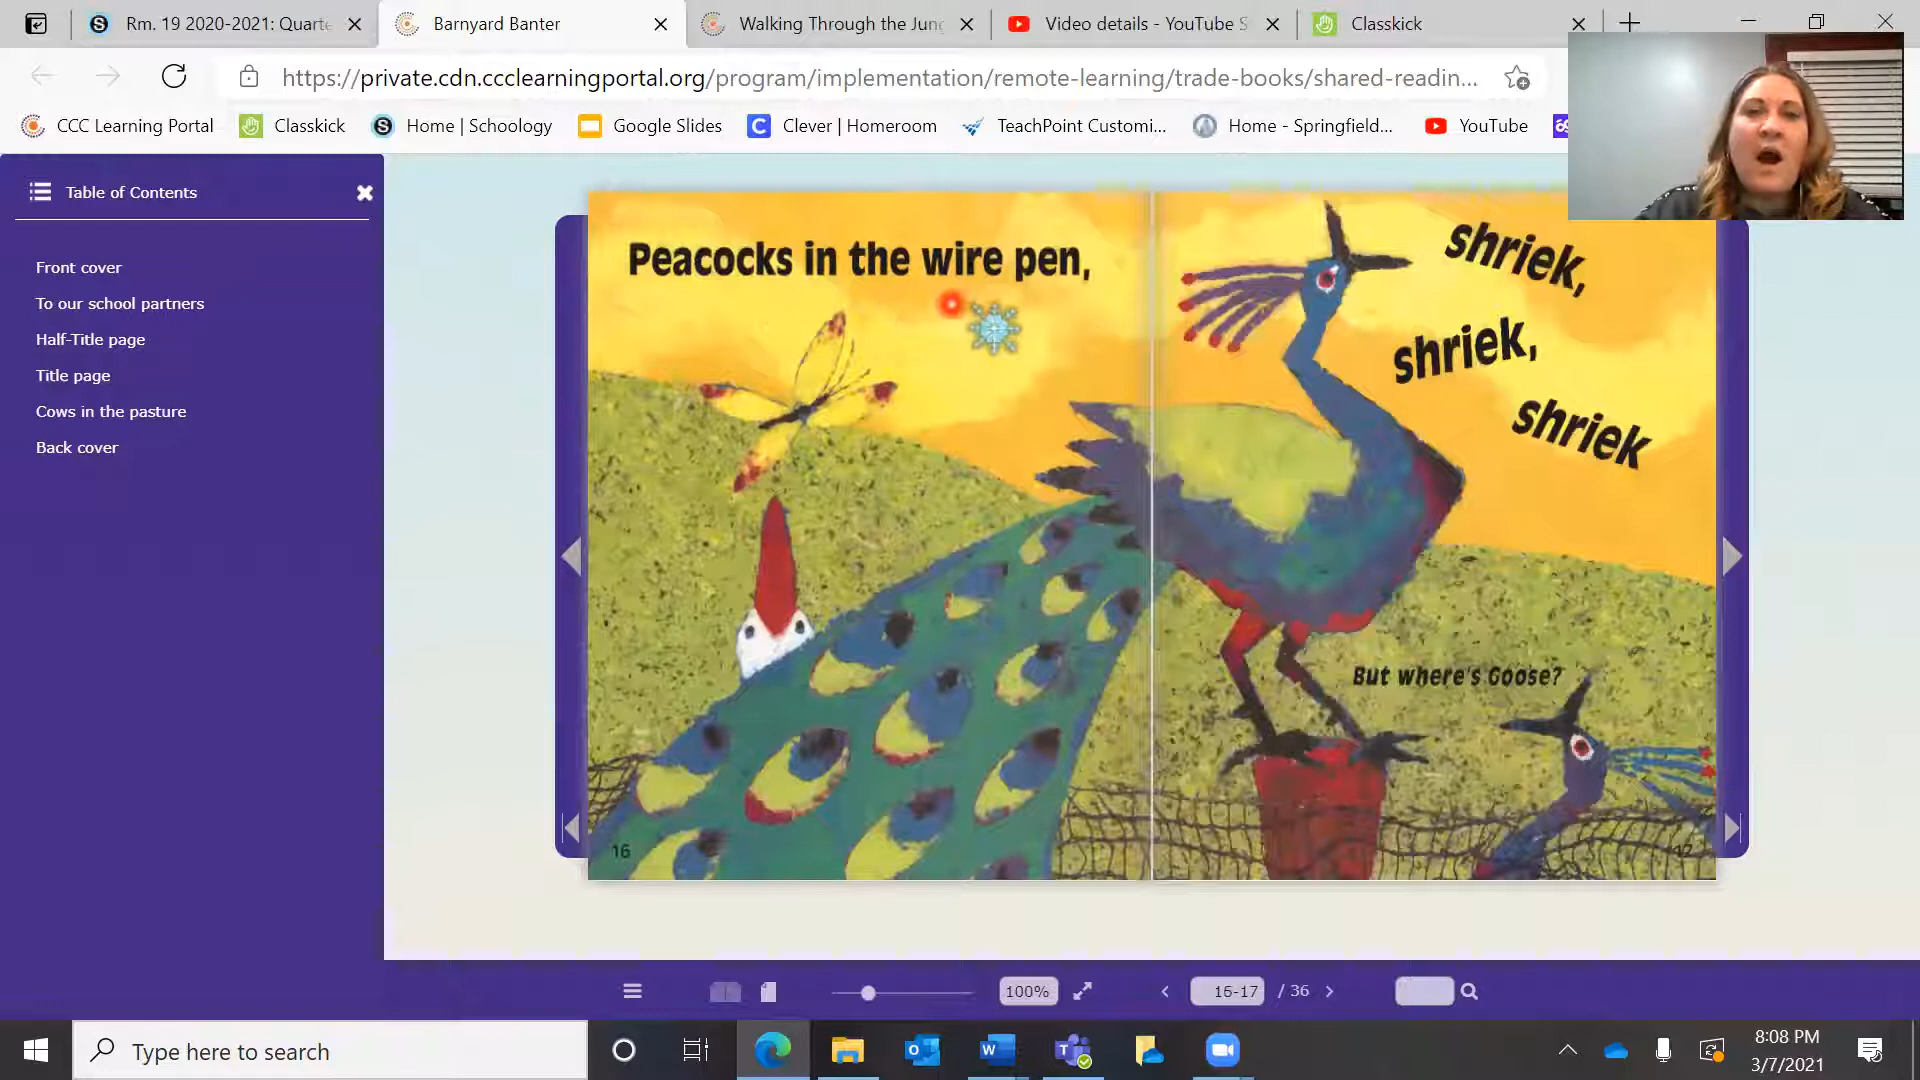 Rm. 19 2020-2021: Quarte
Barnyard Banter
Walking Through the Jung
Video details - YouTube S
Classkick
https://private.cdn.ccclearningportal.org/program/implementation/remote-learning/trade-books/shared-readin...
CCC Learning Portal
Classkick
Home | Schoology
Google Slides
Clever | Homeroom
TeachPoint Customi...
Home - Springfield...
YouTube
Table of Contents
Front cover
To our school partners
Half-Title page
Title page
Cows in the pasture
Back cover
Peacocks in the wire pen,
shriek,
shriek,
shriek
But where's Goose?
16
17
100%
16-17 / 36
Type here to search
8:08 PM
3/7/2021